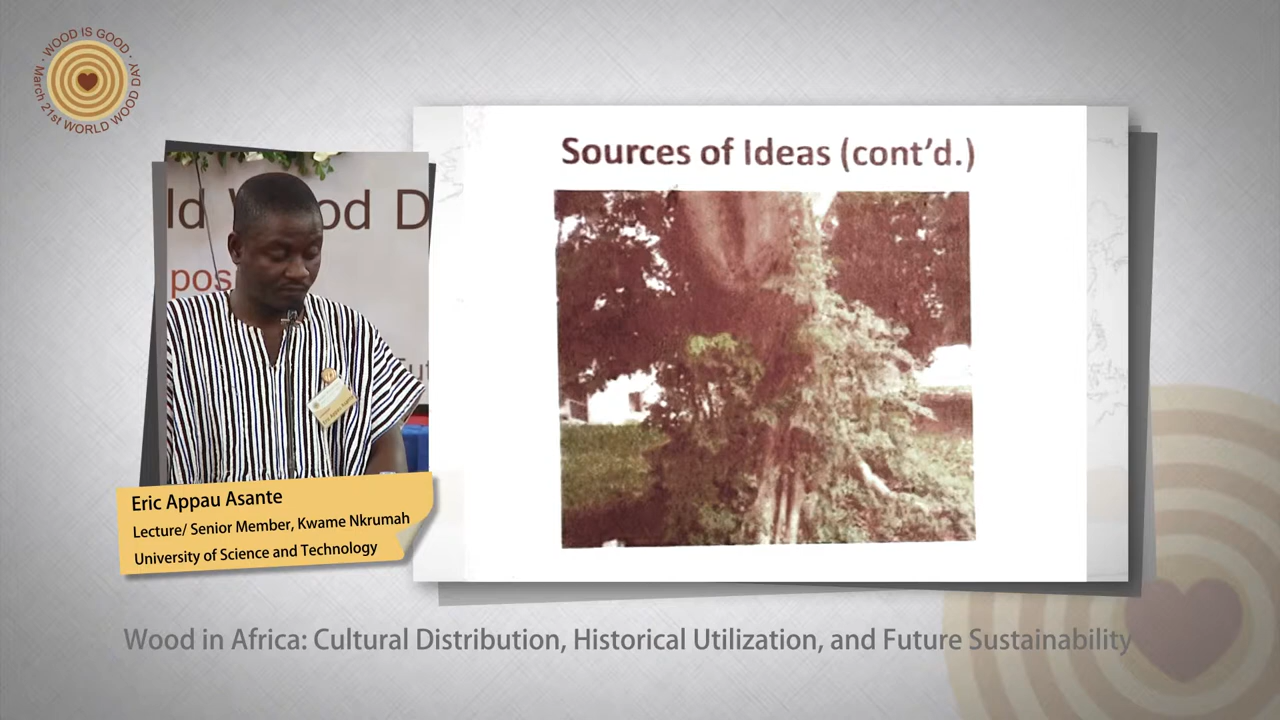 WOOD IS GOOD · March 21st WORLD WOOD DAY ·
ld Wood D
pos
Sources of Ideas (cont’d.)
Eric Appau Asante
Lecture/ Senior Member, Kwame Nkrumah
University of Science and Technology
Wood in Africa: Cultural Distribution, Historical Utilization, and Future Sustainability